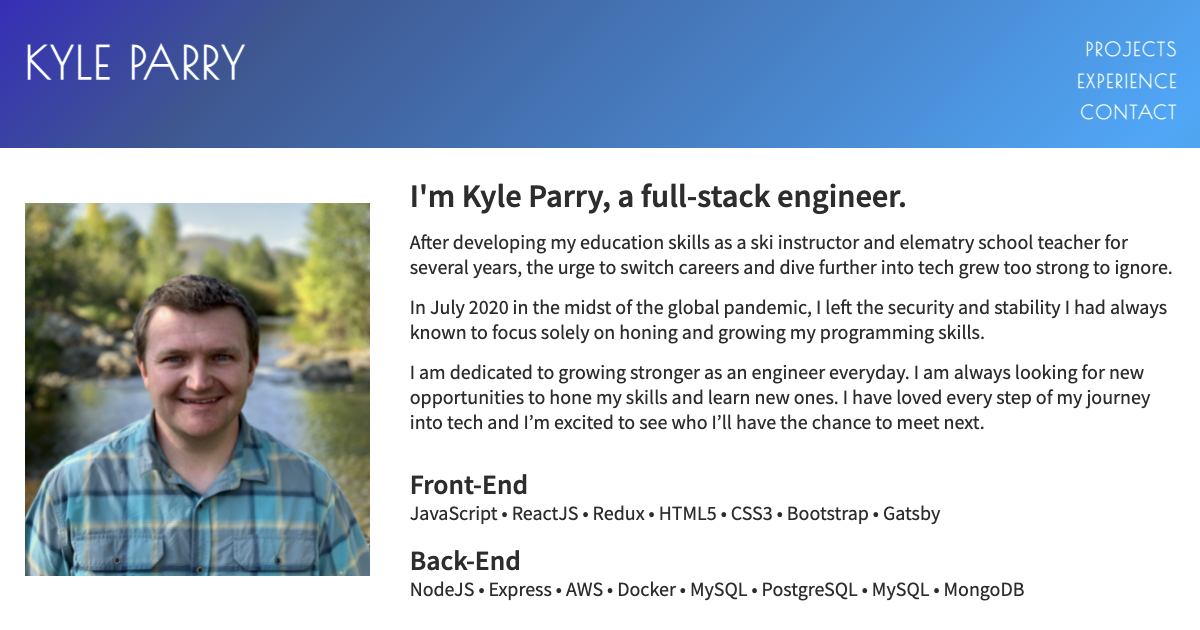 KYLE PARRY
PROJECTS
EXPERIENCE
CONTACT
I'm Kyle Parry, a full-stack engineer.
After developing my education skills as a ski instructor and elematry school teacher for
several years, the urge to switch careers and dive further into tech grew too strong to ignore.
In July 2020 in the midst of the global pandemic, I left the security and stability I had always
known to focus solely on honing and growing my programming skills.
I am dedicated to growing stronger as an engineer everyday. I am always looking for new
opportunities to hone my skills and learn new ones. I have loved every step of my journey
into tech and I’m excited to see who I’ll have the chance to meet next.
Front-End
JavaScript • ReactJS • Redux • HTML5 • CSS3 • Bootstrap • Gatsby
Back-End
NodeJS • Express • AWS • Docker • MySQL • PostgreSQL • MySQL • MongoDB